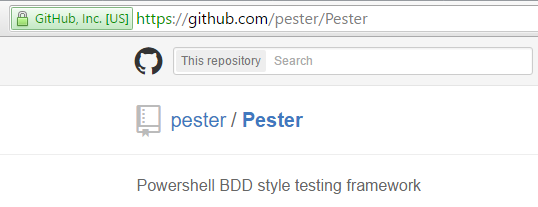 GitHub, Inc. [US] https://github.com/pester/Pester
This repository Search
pester / Pester
Powershell BDD style testing framework